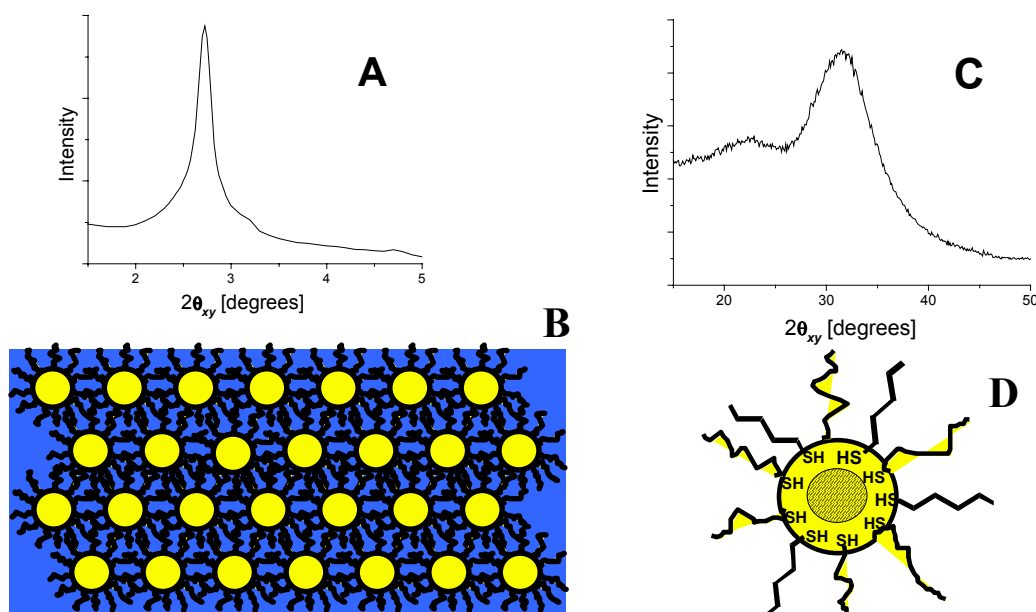 A
Intensity
2 3 4 5
2θxy [degrees]
C
Intensity
20 30 40 50
2θxy [degrees]
B
D
SH HS
SH HS
HS
SH HS
SH SH